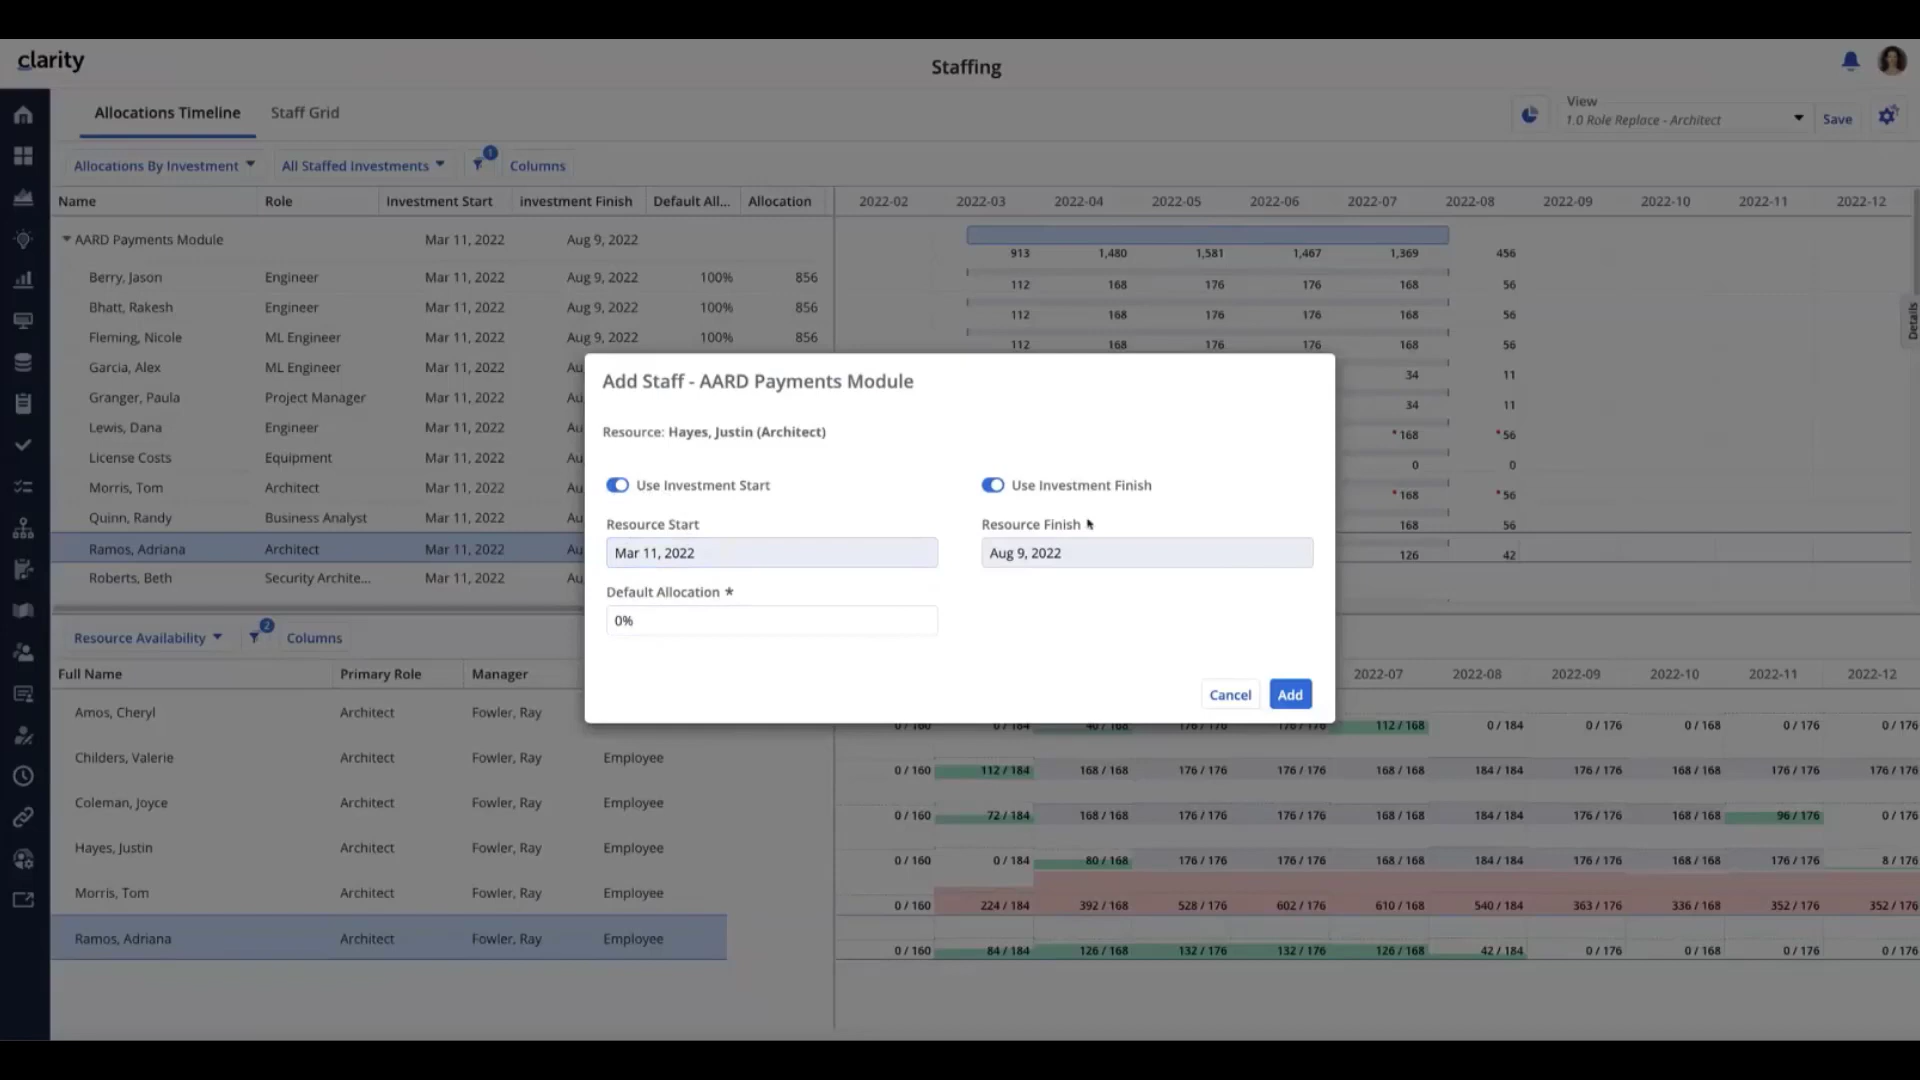 clarity
Staffing
Allocations Timeline Staff Grid
View
1.0 Role Replace - Architect Save
Allocations By Investment All Staffed Investments 1 Columns
Name Role Investment Start investment Finish Default All... Allocation 2022-02 2022-03 2022-04 2022-05 2022-06 2022-07 2022-08 2022-09 2022-10 2022-11 2022-12
AARD Payments Module Mar 11, 2022 Aug 9, 2022 913 1,480 1,581 1,467 1,369 456
Berry, Jason Engineer Mar 11, 2022 Aug 9, 2022 100% 856 112 168 176 176 168 56
Bhatt, Rakesh Engineer Mar 11, 2022 Aug 9, 2022 100% 856 112 168 176 176 168 56
Fleming, Nicole ML Engineer Mar 11, 2022 Aug 9, 2022 100% 856 112 168 176 176 168 56
Garcia, Alex ML Engineer Mar 11, 2022 Au 34 11
Granger, Paula Project Manager Mar 11, 2022 Au 34 11
Lewis, Dana Engineer Mar 11, 2022 Au *168 *56
License Costs Equipment Mar 11, 2022 Au 0 0
Morris, Tom Architect Mar 11, 2022 Au *168 *56
Quinn, Randy Business Analyst Mar 11, 2022 Au 168 56
Ramos, Adriana Architect Mar 11, 2022 Au 126 42
Roberts, Beth Security Archite... Mar 11, 2022 Au
Details
Add Staff - AARD Payments Module
Resource: Hayes, Justin (Architect)
Use Investment Start Use Investment Finish
Resource Start Resource Finish
Mar 11, 2022 Aug 9, 2022
Default Allocation *
0%
Cancel Add
Resource Availability 2 Columns
Full Name Primary Role Manager 2022-07 2022-08 2022-09 2022-10 2022-11 2022-12
Amos, Cheryl Architect Fowler, Ray 112 / 168 0 / 184 0 / 176 0 / 168 0 / 176 0 / 176
Childers, Valerie Architect Fowler, Ray Employee 0 / 160 112 / 184 168 / 168 176 / 176 176 / 176 168 / 168 184 / 184 176 / 176 168 / 168 176 / 176 176 / 176
Coleman, Joyce Architect Fowler, Ray Employee 0 / 160 72 / 184 168 / 168 176 / 176 176 / 176 168 / 168 184 / 184 176 / 176 168 / 168 96 / 176 0 / 176
Hayes, Justin Architect Fowler, Ray Employee 0 / 160 0 / 184 80 / 168 176 / 176 176 / 176 168 / 168 184 / 184 176 / 176 168 / 168 176 / 176 8 / 176
Morris, Tom Architect Fowler, Ray Employee 0 / 160 224 / 184 392 / 168 528 / 176 602 / 176 610 / 168 540 / 184 363 / 176 336 / 168 352 / 176 352 / 176
Ramos, Adriana Architect Fowler, Ray Employee 0 / 160 84 / 184 126 / 168 132 / 176 132 / 176 126 / 168 42 / 184 0 / 176 0 / 168 0 / 176 0 / 176